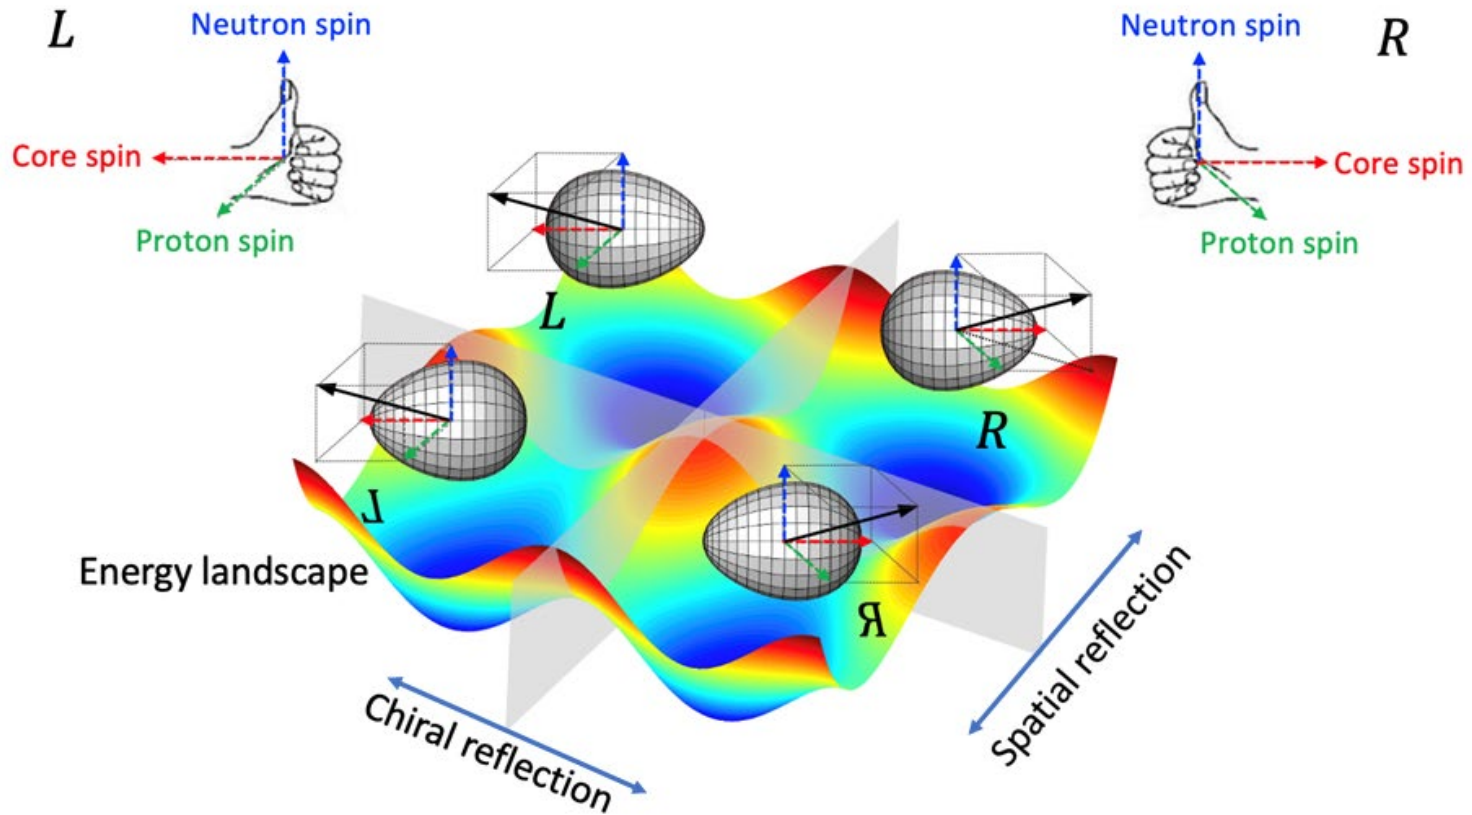 L
Neutron spin
Neutron spin
R
Core spin
Core spin
Proton spin
Proton spin
L
R
L
Energy landscape
R
Chiral reflection
Spatial reflection